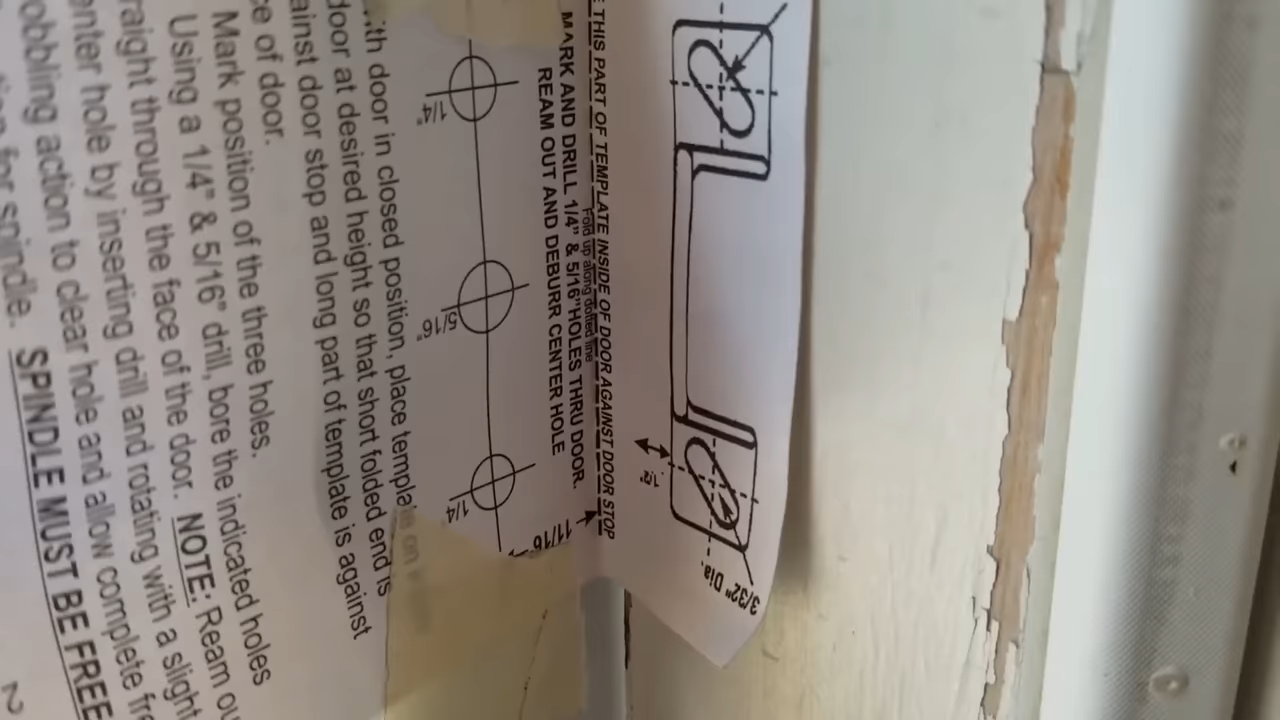 THIS PART OF TEMPLATE INSIDE OF DOOR AGAINST DOOR STOP
Fold up along dotted line
MARK AND DRILL 1/4" & 5/16" HOLES THRU DOOR.
REAM OUT AND DEBURR CENTER HOLE
1/2"
3/32" Dia.
11/16
1/4"
5/16"
1/4
with door in closed position, place template on
door at desired height so that short folded end is
against door stop and long part of template is against
of door.
Mark position of the three holes.
Using a 1/4" & 5/16" drill, bore the indicated holes
straight through the face of the door. NOTE: Ream
center hole by inserting drill and rotating with a slight
wobbling action to clear hole and allow complete
for spindle. SPINDLE MUST BE FREE
2